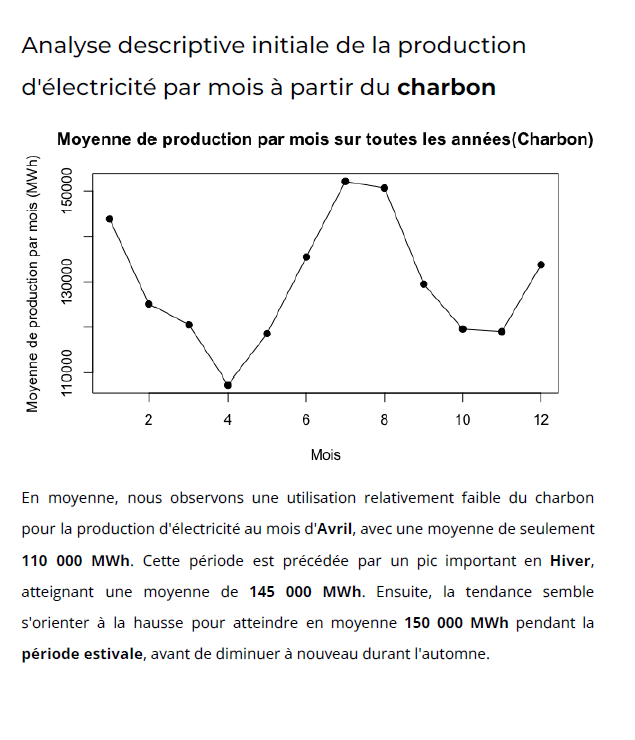 Analyse descriptive initiale de la production
d'électricité par mois à partir du charbon
Moyenne de production par mois sur toutes les années(Charbon)
Moyenne de production par mois (MWh)
150000
130000
110000
2 4 6 8 10 12
Mois
En moyenne, nous observons une utilisation relativement faible du charbon
pour la production d'électricité au mois d'Avril, avec une moyenne de seulement
110 000 MWh. Cette période est précédée par un pic important en Hiver,
atteignant une moyenne de 145 000 MWh. Ensuite, la tendance semble
s'orienter à la hausse pour atteindre en moyenne 150 000 MWh pendant la
période estivale, avant de diminuer à nouveau durant l'automne.